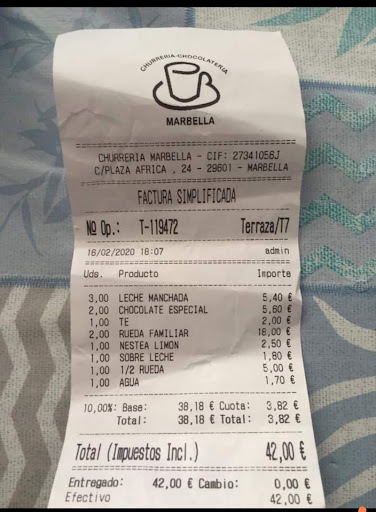 CHURRERIA-CHOCOLATERIA
MARBELLA
CHURRERIA MARBELLA - CIF: 27341056J
C/PLAZA AFRICA , 24 - 29601 - MARBELLA
FACTURA SIMPLIFICADA
Nº Op.: T-119472 Terraza/T7
16/02/2020 18:07 admin
Uds. Producto Importe
3,00 LECHE MANCHADA 5,40 €
2,00 CHOCOLATE ESPECIAL 5,60 €
1,00 TE 2,00 €
2,00 RUEDA FAMILIAR 18,00 €
1,00 NESTEA LIMON 2,50 €
1,00 SOBRE LECHE 1,80 €
1,00 1/2 RUEDA 5,00 €
1,00 AGUA 1,70 €
10,00%: Base: 38,18 € Cuota: 3,82 €
Total: 38,18 € Total: 3,82 €
Total (Impuestos Incl.) 42,00 €
Entregado: 42,00 € Cambio: 0,00 €
Efectivo 42,00 €